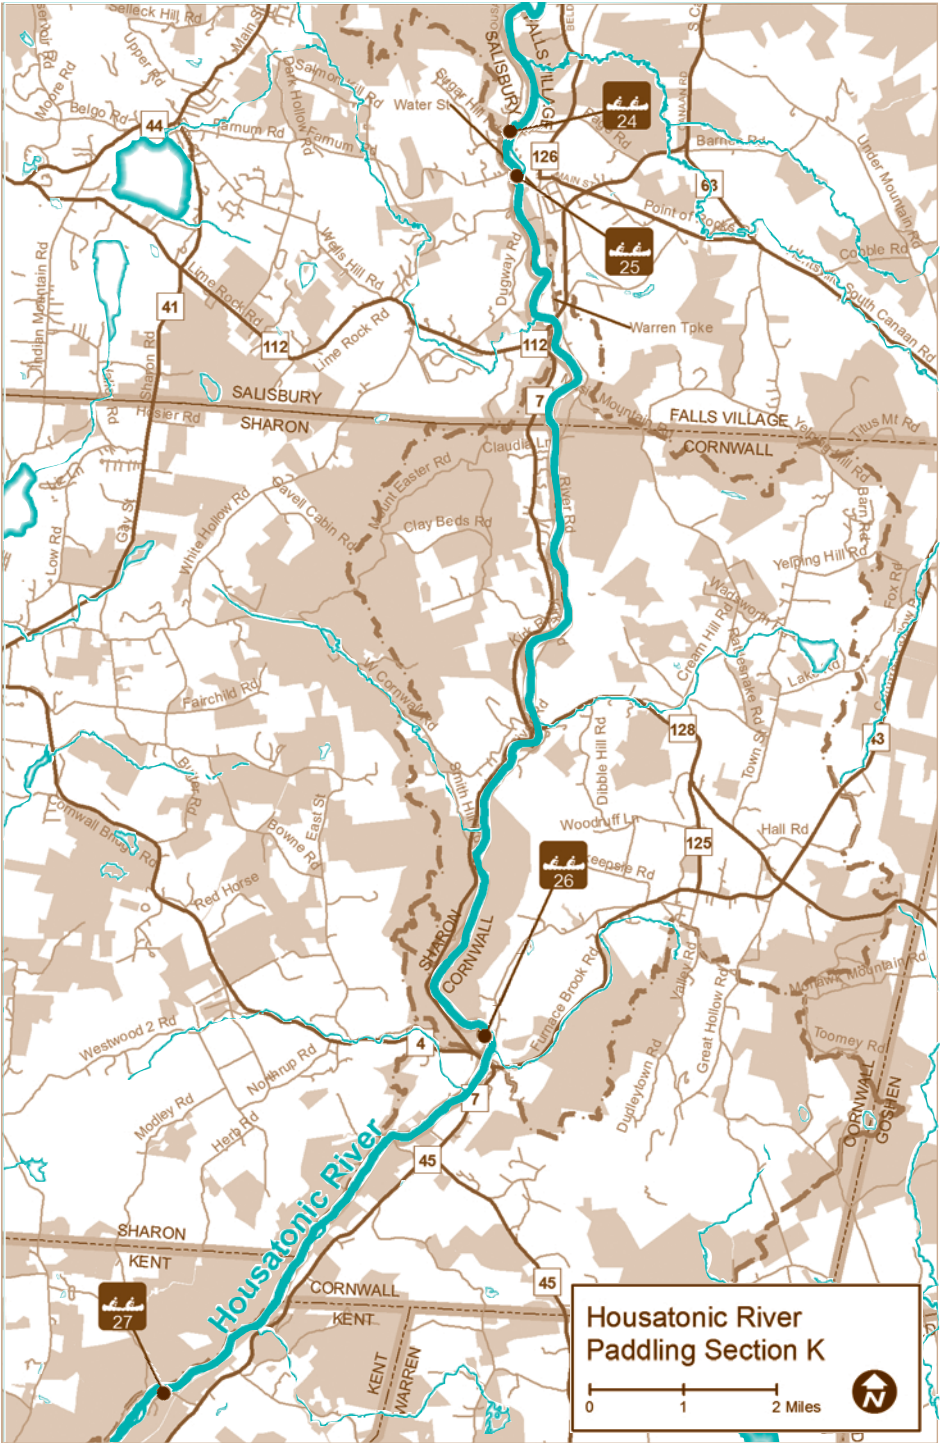 Selleck Hill Rd
Main St
Upper Rd
Moore Rd
Belgo Rd
44
Farnum Rd
Salmon Kill Rd
Dark Hollow Rd
Farnum Rd
Sugar Hill Rd
Water St
SALISBURY
FALLS VILLAGE
24
CANAAN RD
Page Rd
Barnes Rd
126
MAIN ST
63
Under Mountain Rd
Point of Rocks
Cobble Rd
25
Wells Hill Rd
Dugway Rd
South Canaan Rd
Indian Mountain Rd
Lime Rock Rd
41
Sharon Rd
112
Lime Rock Rd
112
Warren Tpke
SALISBURY
SHARON
Hosier Rd
7
FALLS VILLAGE
CORNWALL
Titus Mt Rd
Claudia Ln
Mount Easter Rd
River Rd
Gavell Cabin Rd
White Hollow Rd
Clay Beds Rd
Gay St
Low Rd
Barn Rd
Yelping Hill Rd
Fox Rd
Wadsworth
Cream Hill Rd
Rattlesnake Rd
Lake Rd
W Cornwall Rd
Fairchild Rd
128
43
Town St
Dibble Hill Rd
Smith Hill
Butter Rd
East St
Bowne Rd
Cornwall Bridge Rd
Woodruff Ln
Hall Rd
125
26
Red Horse
SHARON
CORNWALL
Furnace Brook Rd
Valley Rd
Great Hollow Rd
Mohawk Mountain Rd
Toomey Rd
Westwood 2 Rd
4
Northrup Rd
Dudleytown Rd
7
Modley Rd
Herb Rd
CORNWALL
GOSHEN
45
Housatonic River
SHARON
KENT
CORNWALL
KENT
45
27
KENT
WARREN
Housatonic River
Paddling Section K
0 1 2 Miles
N